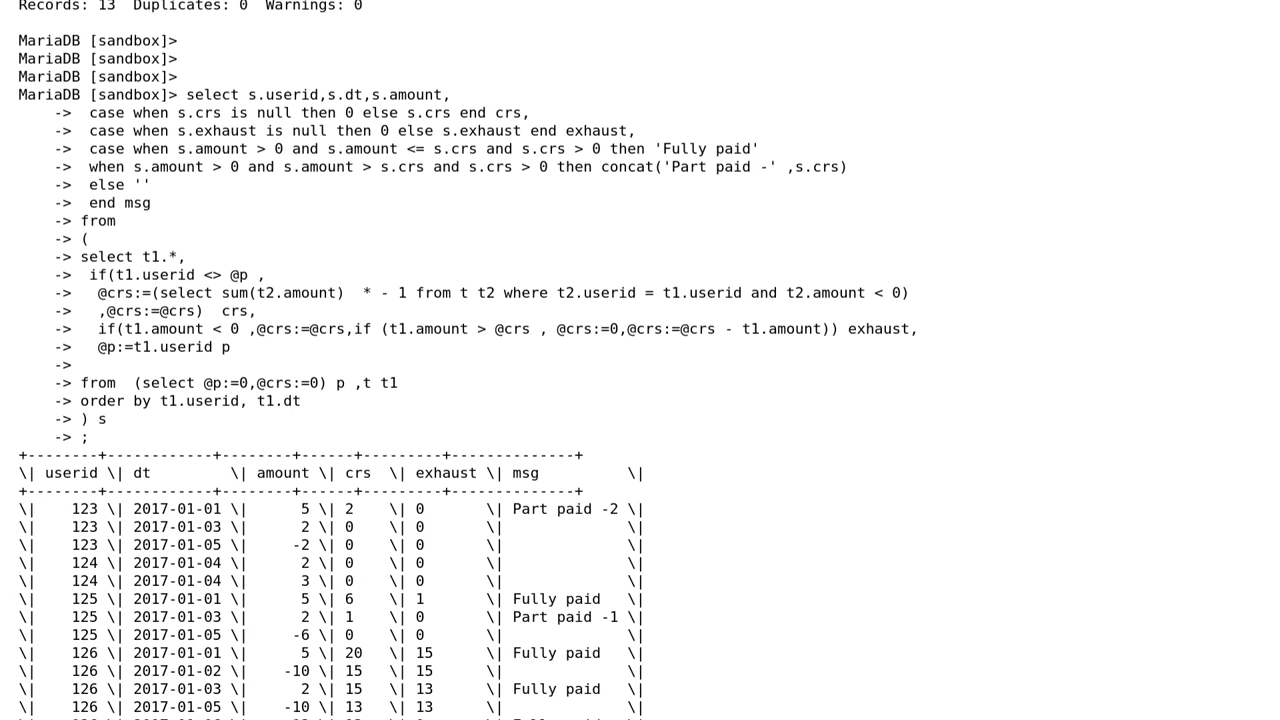 Records: 13  Duplicates: 0  Warnings: 0
MariaDB [sandbox]>
MariaDB [sandbox]>
MariaDB [sandbox]>
MariaDB [sandbox]> select s.userid,s.dt,s.amount,
    ->  case when s.crs is null then 0 else s.crs end crs,
    ->  case when s.exhaust is null then 0 else s.exhaust end exhaust,
    ->  case when s.amount > 0 and s.amount <= s.crs and s.crs > 0 then 'Fully paid'
    ->  when s.amount > 0 and s.amount > s.crs and s.crs > 0 then concat('Part paid -' ,s.crs)
    ->  else ''
    ->  end msg
    -> from
    -> (
    -> select t1.*,
    ->  if(t1.userid <> @p ,
    ->   @crs:=(select sum(t2.amount)  * - 1 from t t2 where t2.userid = t1.userid and t2.amount < 0)
    ->   ,@crs:=@crs)  crs,
    ->   if(t1.amount < 0 ,@crs:=@crs,if (t1.amount > @crs , @crs:=0,@crs:=@crs - t1.amount)) exhaust,
    ->   @p:=t1.userid p
    ->
    -> from  (select @p:=0,@crs:=0) p ,t t1
    -> order by t1.userid, t1.dt
    -> ) s
    -> ;
+--------+------------+--------+------+---------+--------------+
\| userid \| dt         \| amount \| crs  \| exhaust \| msg          \|
+--------+------------+--------+------+---------+--------------+
\|    123 \| 2017-01-01 \|      5 \| 2    \| 0       \| Part paid -2 \|
\|    123 \| 2017-01-03 \|      2 \| 0    \| 0       \|              \|
\|    123 \| 2017-01-05 \|     -2 \| 0    \| 0       \|              \|
\|    124 \| 2017-01-04 \|      2 \| 0    \| 0       \|              \|
\|    124 \| 2017-01-04 \|      3 \| 0    \| 0       \|              \|
\|    125 \| 2017-01-01 \|      5 \| 6    \| 1       \| Fully paid   \|
\|    125 \| 2017-01-03 \|      2 \| 1    \| 0       \| Part paid -1 \|
\|    125 \| 2017-01-05 \|     -6 \| 0    \| 0       \|              \|
\|    126 \| 2017-01-01 \|      5 \| 20   \| 15      \| Fully paid   \|
\|    126 \| 2017-01-02 \|    -10 \| 15   \| 15      \|              \|
\|    126 \| 2017-01-03 \|      2 \| 15   \| 13      \| Fully paid   \|
\|    126 \| 2017-01-05 \|    -10 \| 13   \| 13      \|              \|